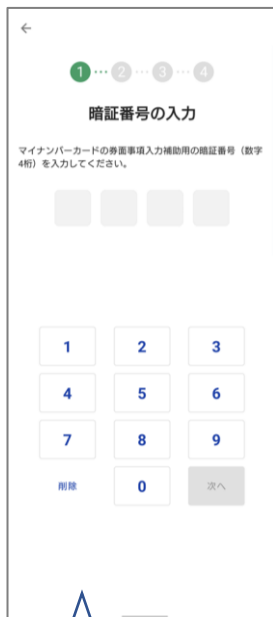 ←
1 ··· 2 ··· 3 ··· 4
暗証番号の入力
マイナンバーカードの券面事項入力補助用の暗証番号（数字
4桁）を入力してください。
1 2 3
4 5 6
7 8 9
削除 0 次へ